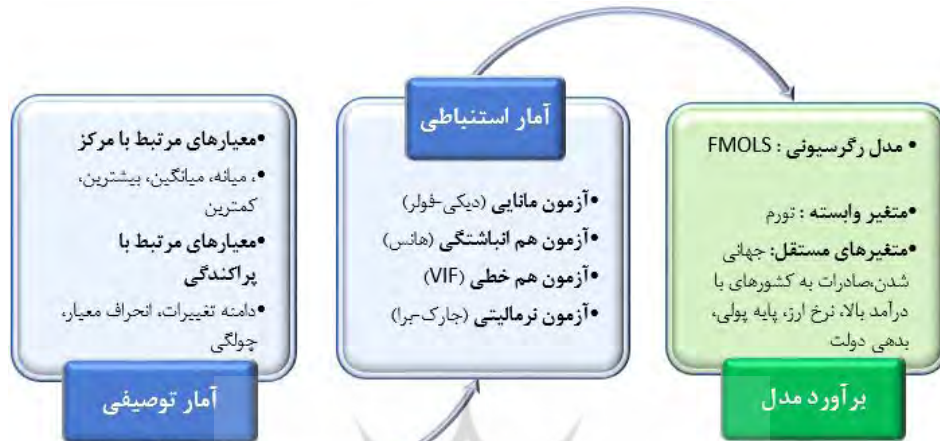 •معیارهای مرتبط با مرکز
•، میانه، میانگین، بیشترین،
کمترین
•معیارهای مرتبط با
پراکندگی
•دامنه تغییرات، انحراف معیار،
چولگی
آمار توصیفی
آمار استنباطی
•آزمون مانایی (دیکی-فولر)
•آزمون هم انباشتگی (هانس)
•آزمون هم خطی (VIF)
•آزمون نرمالیتی (جارک-برا)
• مدل رگرسیونی : FMOLS
•متغیر وابسته : تورم
•متغیرهای مستقل: جهانی
شدن،صادرات به کشورهای با
درآمد بالا، نرخ ارز، پایه پولی،
بدهی دولت
برآورد مدل